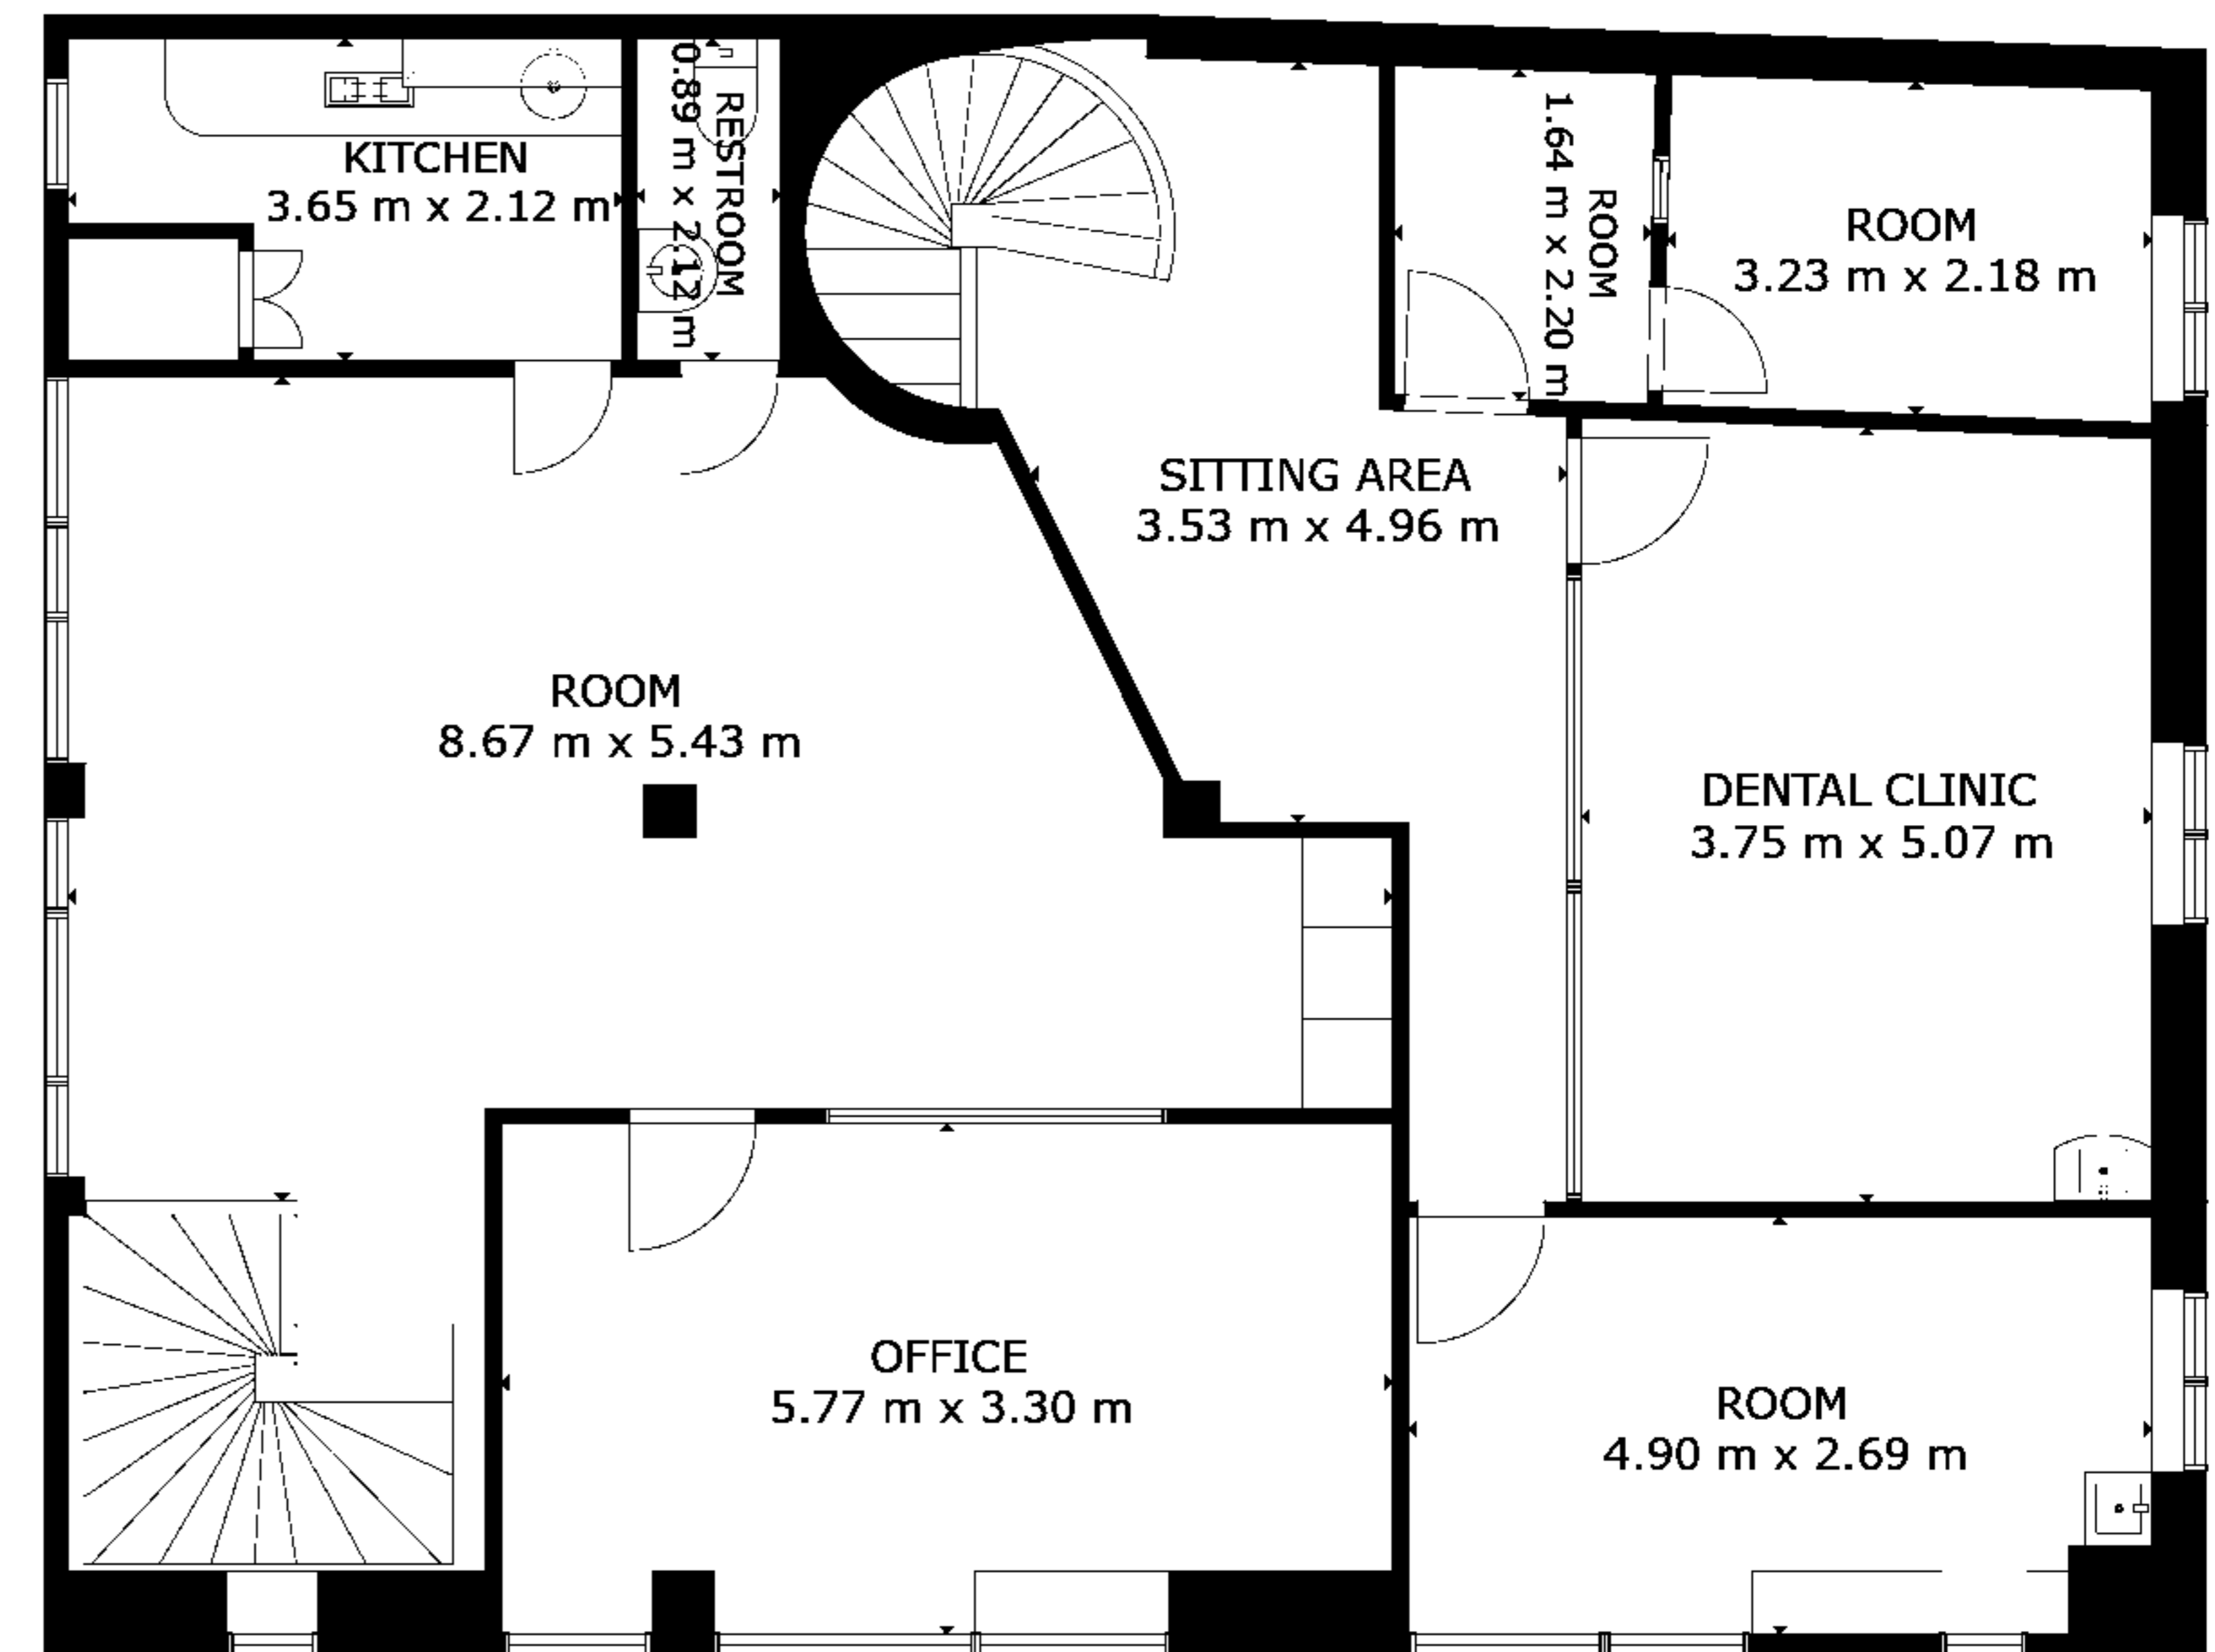 KITCHEN
3.65 m x 2.12 m
RESTROOM
0.89 m x 2.12 m
ROOM
1.64 m x 2.20 m
ROOM
3.23 m x 2.18 m
SITTING AREA
3.53 m x 4.96 m
ROOM
8.67 m x 5.43 m
DENTAL CLINIC
3.75 m x 5.07 m
OFFICE
5.77 m x 3.30 m
ROOM
4.90 m x 2.69 m